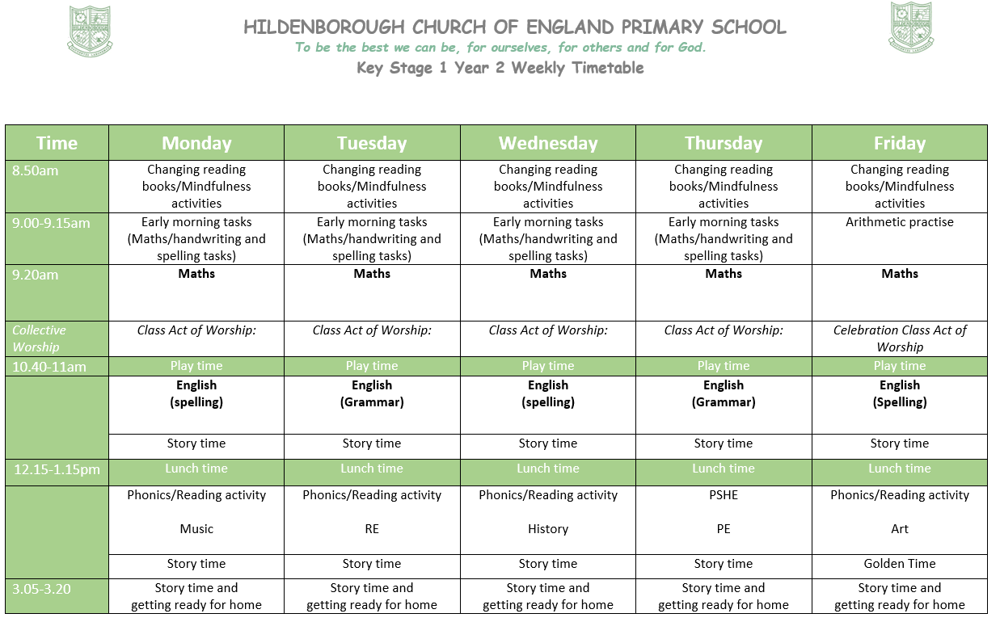 HILDENBOROUGH CHURCH OF ENGLAND PRIMARY SCHOOL
To be the best we can be, for ourselves, for others and for God.
Key Stage 1 Year 2 Weekly Timetable
Time Monday Tuesday Wednesday Thursday Friday
8.50am Changing reading Changing reading Changing reading Changing reading Changing reading
books/Mindfulness books/Mindfulness books/Mindfulness books/Mindfulness books/Mindfulness
activities activities activities activities activities
9.00-9.15am Early morning tasks Early morning tasks Early morning tasks Early morning tasks Arithmetic practise
(Maths/handwriting and (Maths/handwriting and (Maths/handwriting and (Maths/handwriting and
spelling tasks) spelling tasks) spelling tasks) spelling tasks)
9.20am Maths Maths Maths Maths Maths
Collective Class Act of Worship: Class Act of Worship: Class Act of Worship: Class Act of Worship: Celebration Class Act of
Worship Worship
10.40-11am Play time Play time Play time Play time Play time
English English English English English
(spelling) (Grammar) (spelling) (Grammar) (Spelling)
Story time Story time Story time Story time Story time
12.15-1.15pm Lunch time Lunch time Lunch time Lunch time Lunch time
Phonics/Reading activity Phonics/Reading activity Phonics/Reading activity PSHE Phonics/Reading activity
Music RE History PE Art
Story time Story time Story time Story time Golden Time
3.05-3.20 Story time and Story time and Story time and Story time and Story time and
getting ready for home getting ready for home getting ready for home getting ready for home getting ready for home